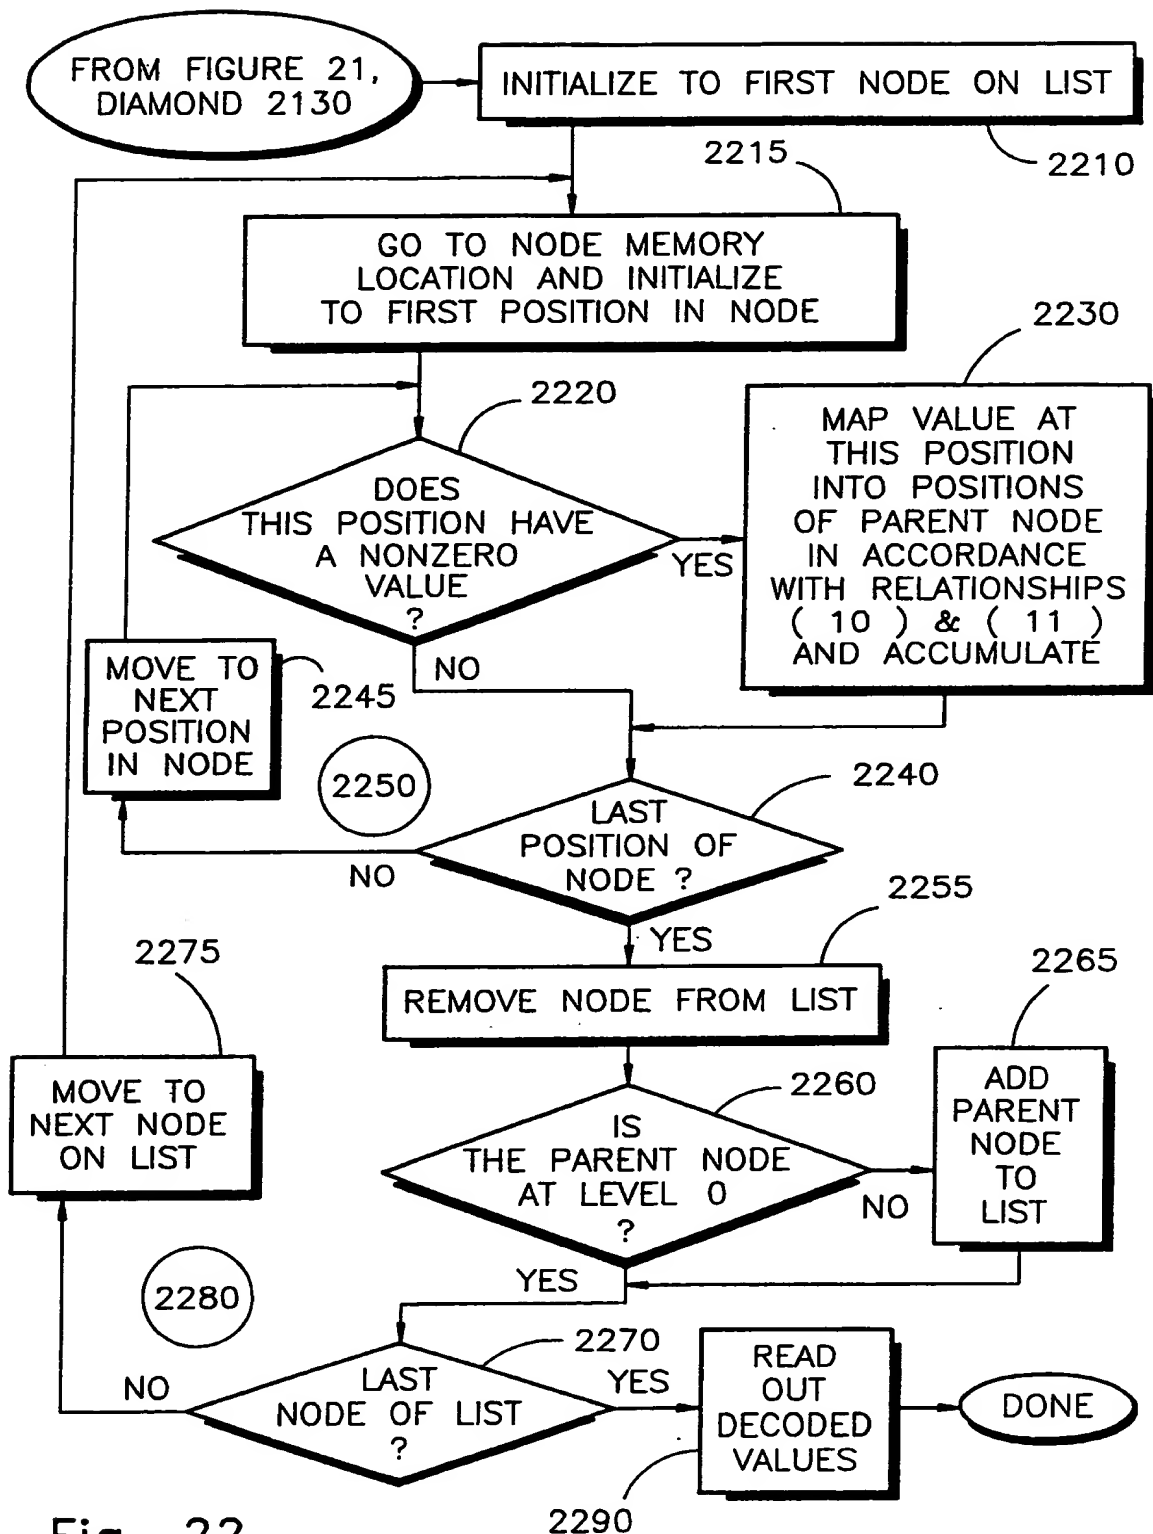 FROM FIGURE 21,
DIAMOND 2130
INITIALIZE TO FIRST NODE ON LIST
2210
2215
GO TO NODE MEMORY
LOCATION AND INITIALIZE
TO FIRST POSITION IN NODE
2220
DOES
THIS POSITION HAVE
A NONZERO
VALUE
?
YES
NO
2230
MAP VALUE AT
THIS POSITION
INTO POSITIONS
OF PARENT NODE
IN ACCORDANCE
WITH RELATIONSHIPS
( 10 ) & ( 11 )
AND ACCUMULATE
MOVE TO
NEXT
POSITION
IN NODE
2245
2250
2240
LAST
POSITION OF
NODE ?
NO
YES
2255
REMOVE NODE FROM LIST
2260
IS
THE PARENT NODE
AT LEVEL 0
?
NO
YES
2265
ADD
PARENT
NODE
TO
LIST
2275
MOVE TO
NEXT NODE
ON LIST
2280
2270
LAST
NODE OF LIST
?
NO
YES
READ
OUT
DECODED
VALUES
2290
DONE
Fig. 22